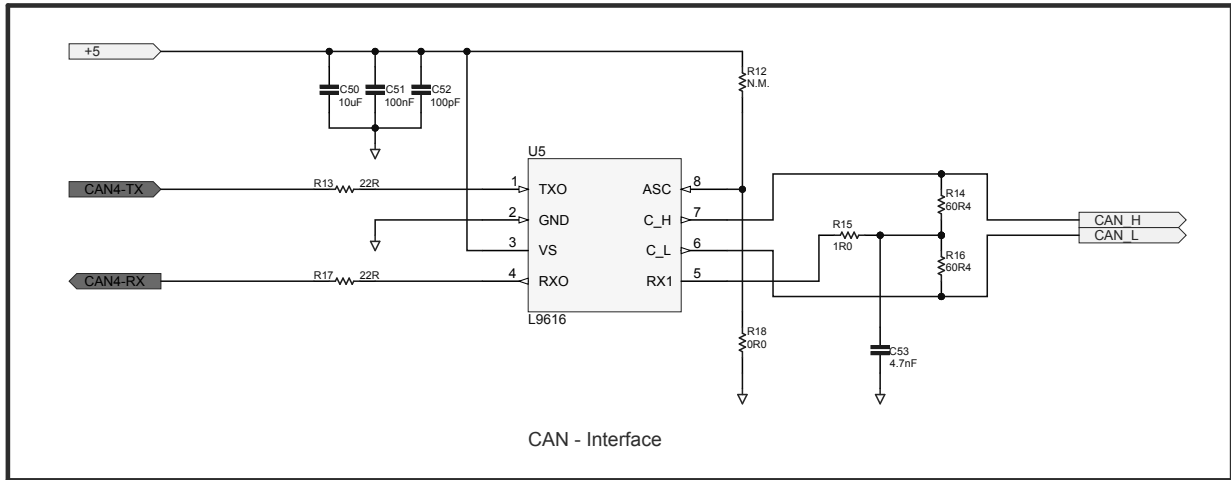 +5
R12
N.M.
C50
10uF
C51
100nF
C52
100pF
U5
CAN4-TX
R13 22R
1 TXO
ASC 8
2 GND
C_H 7
3 VS
C_L 6
4 RXO
RX1 5
L9616
CAN4-RX
R17 22R
R14
60R4
R15
1R0
R16
60R4
CAN_H
CAN_L
R18
0R0
C53
4.7nF
CAN - Interface